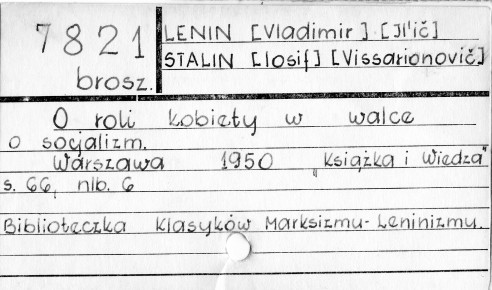 7821 LENIN [Vladimir] [Jl'ič]
brosz. STALIN [Iosif] [Vissarionovič]
O roli kobiety w walce
o socjalizm.
Warszawa 1950 „Książka i Wiedza"
s. 66, nlb. 6
Biblioteczka Klasyków Marksizmu-Leninizmu.